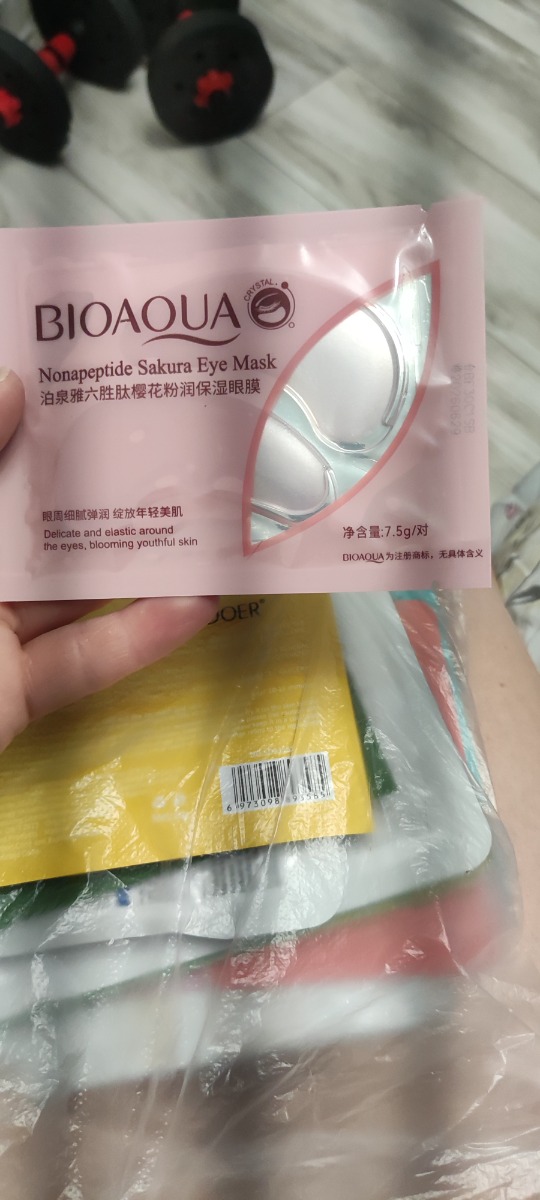 BIOAQUA
CRYSTAL
Nonapeptide Sakura Eye Mask
泊泉雅六胜肽樱花粉润保湿眼膜
眼周细腻弹润 绽放年轻美肌
Delicate and elastic around
the eyes, blooming youthful skin
净含量:7.5g/对
BIOAQUA为注册商标，无具体含义
OOER®